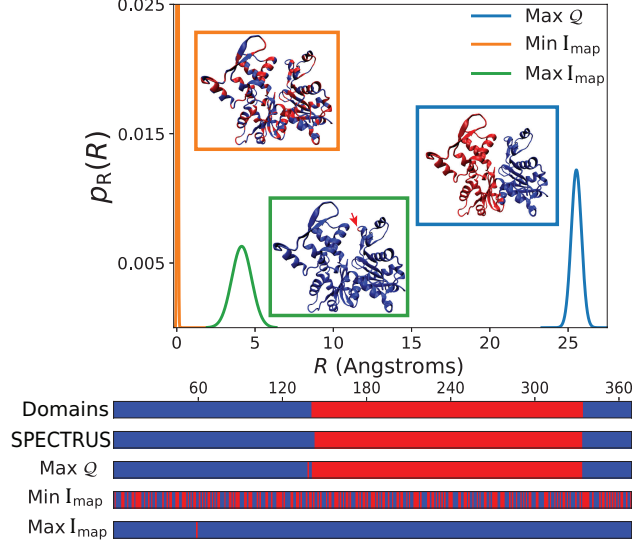 0.025
0.015
0.005
p_R(R)
Max 𝒬
Min I_map
Max I_map
0 5 10 15 20 25
R (Angstroms)
60 120 180 240 300 360
Domains
SPECTRUS
Max 𝒬
Min I_map
Max I_map